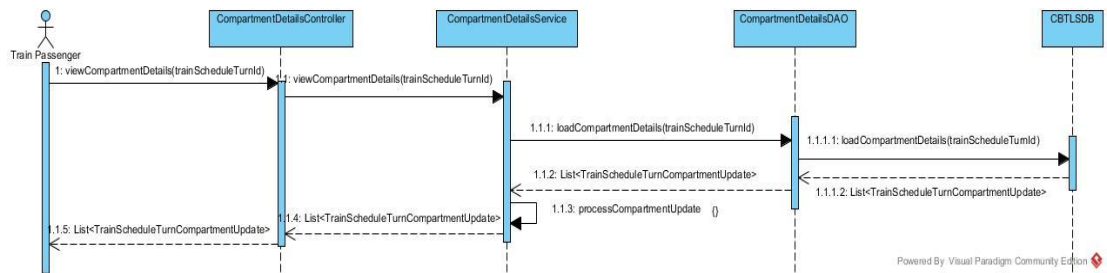 CompartmentDetailsController
CompartmentDetailsService
CompartmentDetailsDAO
CBTLSDB
Train Passenger
1: viewCompartmentDetails(trainScheduleTurnId)
1.1: viewCompartmentDetails(trainScheduleTurnId)
1.1.1: loadCompartmentDetails(trainScheduleTurnId)
1.1.1.1: loadCompartmentDetails(trainScheduleTurnId)
1.1.2: List<TrainScheduleTurnCompartmentUpdate>
1.1.1.2: List<TrainScheduleTurnCompartmentUpdate>
1.1.3: processCompartmentUpdate {}
1.1.4: List<TrainScheduleTurnCompartmentUpdate>
1.1.5: List<TrainScheduleTurnCompartmentUpdate>
Powered By Visual Paradigm Community Edition